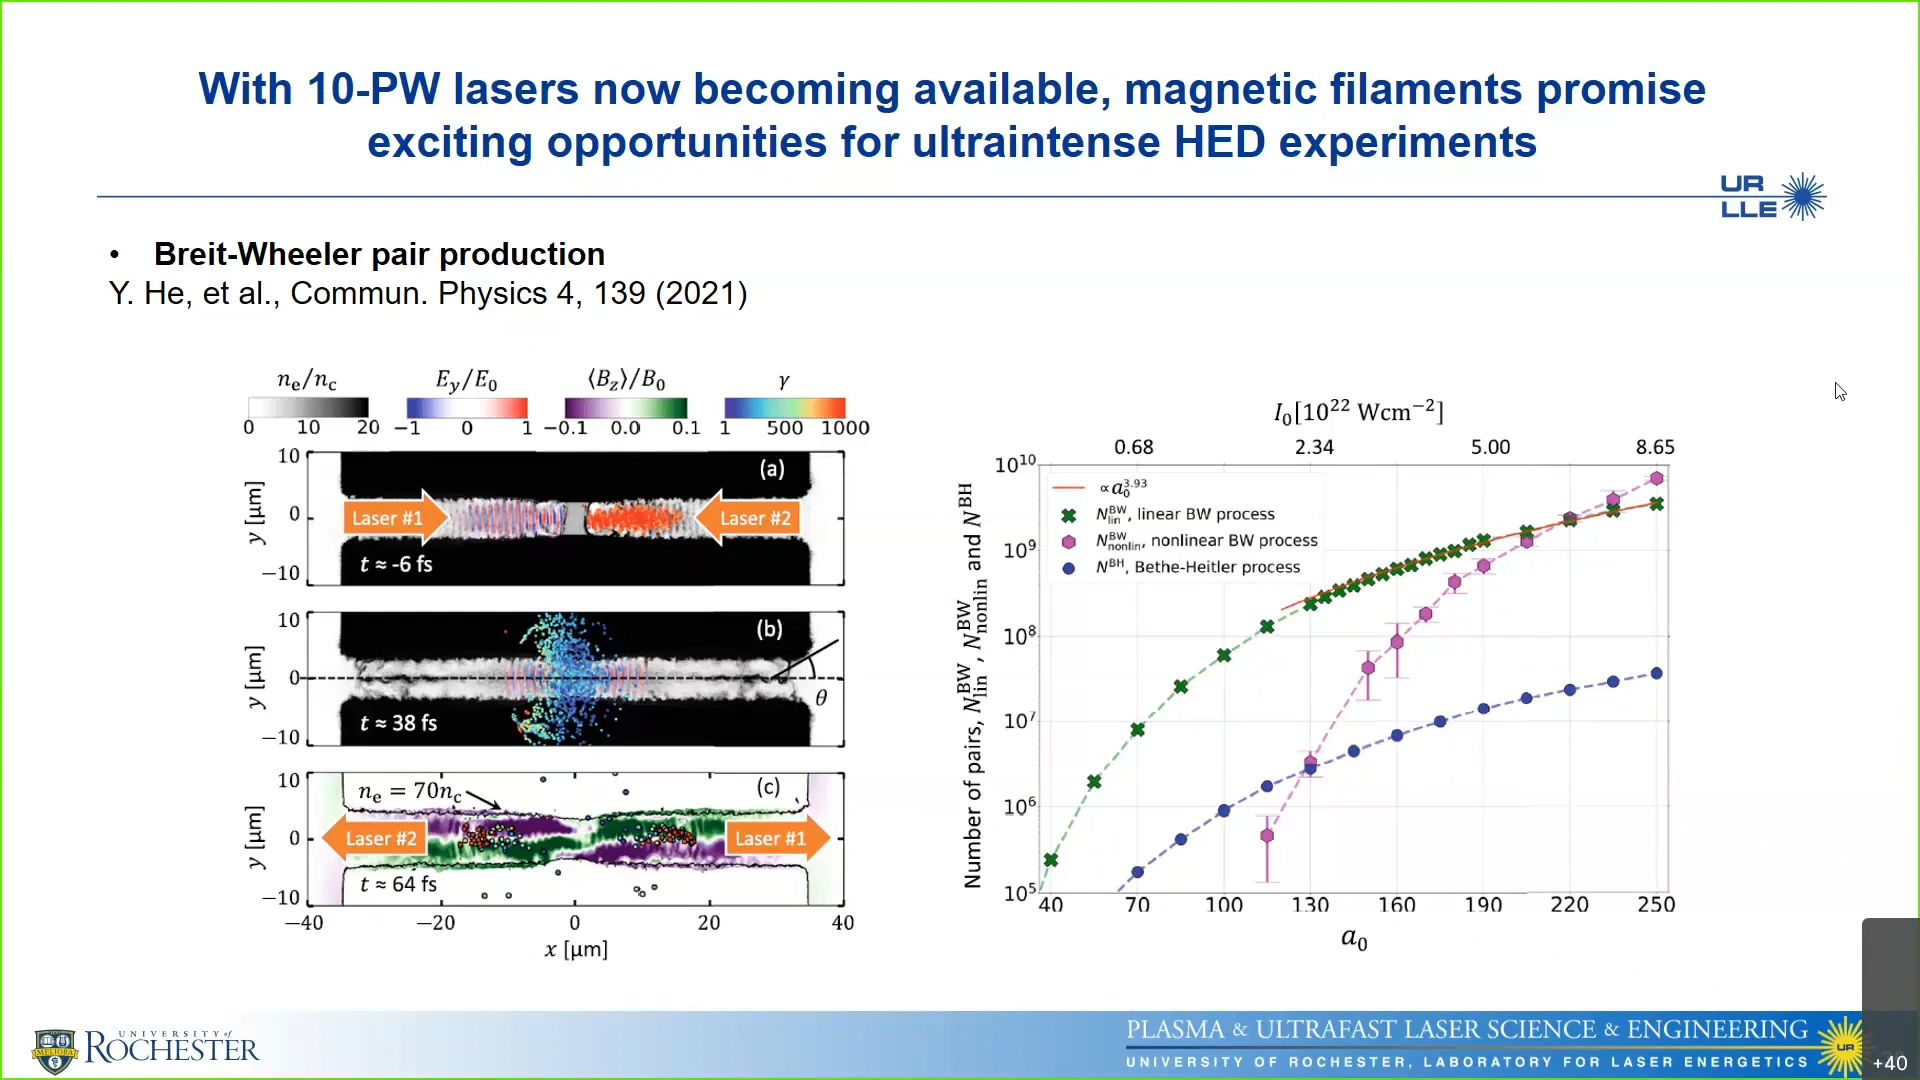 With 10-PW lasers now becoming available, magnetic filaments promise
exciting opportunities for ultraintense HED experiments
UR
LLE
• Breit-Wheeler pair production
Y. He, et al., Commun. Physics 4, 139 (2021)
nₑ/n꜀ E_y/E₀ ⟨B_z⟩/B₀ γ
0 10 20 −1 0 1 −0.1 0.0 0.1 1 500 1000
10 (a)
y [μm] 0 Laser #1 Laser #2
−10 t ≈ -6 fs
10 (b)
y [μm] 0 θ
−10 t ≈ 38 fs
10 nₑ = 70n꜀ (c)
y [μm] 0 Laser #2 Laser #1
−10 t ≈ 64 fs
−40 −20 0 20 40
x [μm]
I₀[10²² Wcm⁻²]
0.68 2.34 5.00 8.65
∝a₀^3.93
N_lin^BW, linear BW process
N_nonlin^BW, nonlinear BW process
N^BH, Bethe-Heitler process
Number of pairs, N_lin^BW, N_nonlin^BW and N^BH
10¹⁰
10⁹
10⁸
10⁷
10⁶
10⁵
40 70 100 130 160 190 220 250
a₀
UNIVERSITY of
ROCHESTER
MELIORA
PLASMA & ULTRAFAST LASER SCIENCE & ENGINEERING
UNIVERSITY OF ROCHESTER, LABORATORY FOR LASER ENERGETICS
UR
+40